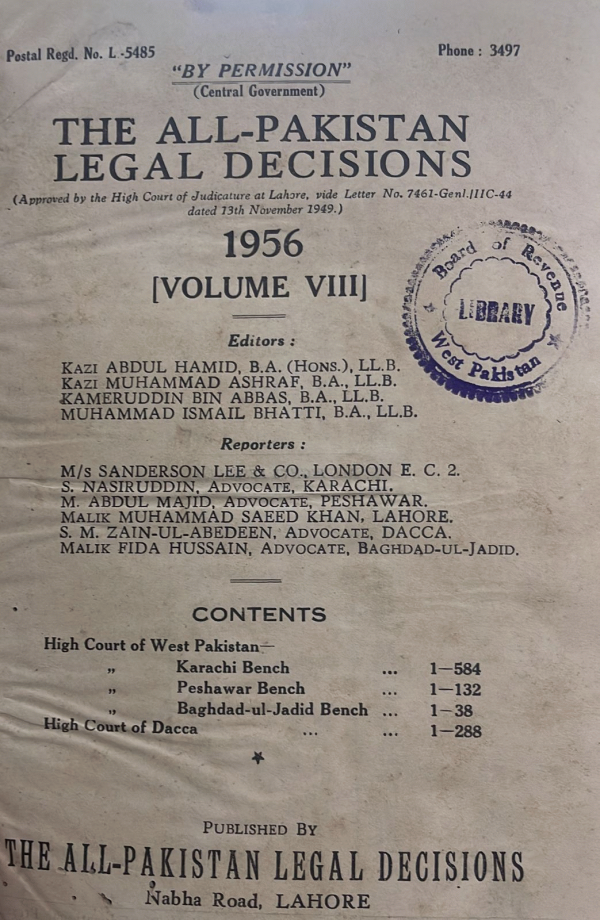 Postal Regd. No. L -5485
Phone : 3497
"BY PERMISSION"
(Central Government)
THE ALL-PAKISTAN
LEGAL DECISIONS
(Approved by the High Court of Judicature at Lahore, vide Letter No. 7461-Genl./IIC-44
dated 13th November 1949.)
1956
[VOLUME VIII]
Board of Revenue
LIBRARY
West Pakistan
Editors :
KAZI ABDUL HAMID, B.A. (HONS.), LL.B.
KAZI MUHAMMAD ASHRAF, B.A., LL.B.
KAMERUDDIN BIN ABBAS, B.A., LL.B.
MUHAMMAD ISMAIL BHATTI, B.A., LL.B.
Reporters :
M/s SANDERSON LEE & CO., LONDON E. C. 2.
S. NASIRUDDIN, ADVOCATE, KARACHI.
M. ABDUL MAJID, ADVOCATE, PESHAWAR.
MALIK MUHAMMAD SAEED KHAN, LAHORE.
S. M. ZAIN-UL-ABEDEEN, ADVOCATE, DACCA.
MALIK FIDA HUSSAIN, ADVOCATE, BAGHDAD-UL-JADID.
CONTENTS
High Court of West Pakistan—
„ Karachi Bench ... 1—584
„ Peshawar Bench ... 1—132
„ Baghdad-ul-Jadid Bench ... 1—38
High Court of Dacca ... ... 1—288
PUBLISHED BY
THE ALL-PAKISTAN LEGAL DECISIONS
Nabha Road, LAHORE